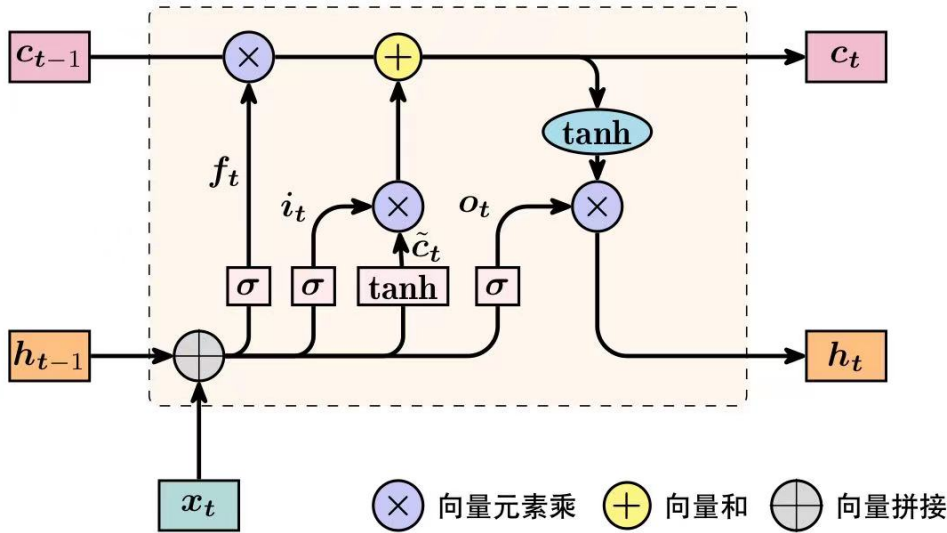 c_{t−1}
×
+
c_t
tanh
f_t
i_t
×
o_t
×
c̃_t
σ
σ
tanh
σ
h_{t−1}
h_t
x_t
× 向量元素乘
+ 向量和
向量拼接